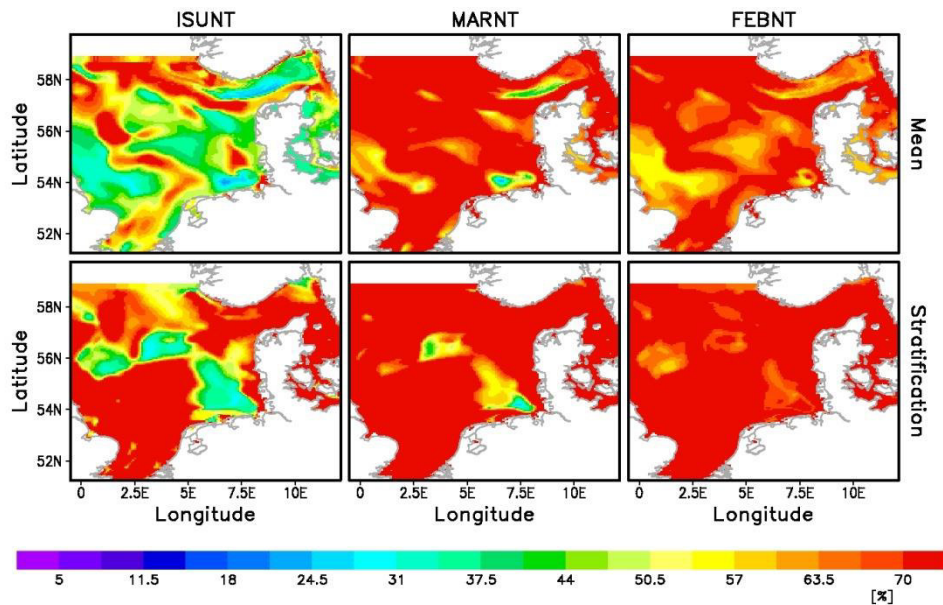 ISUNT MARNT FEBNT
58N
56N
54N
52N
Latitude
Mean
58N
56N
54N
52N
Latitude
Stratification
0 2.5E 5E 7.5E 10E 0 2.5E 5E 7.5E 10E 0 2.5E 5E 7.5E 10E
Longitude Longitude Longitude
5 11.5 18 24.5 31 37.5 44 50.5 57 63.5 70
[%]